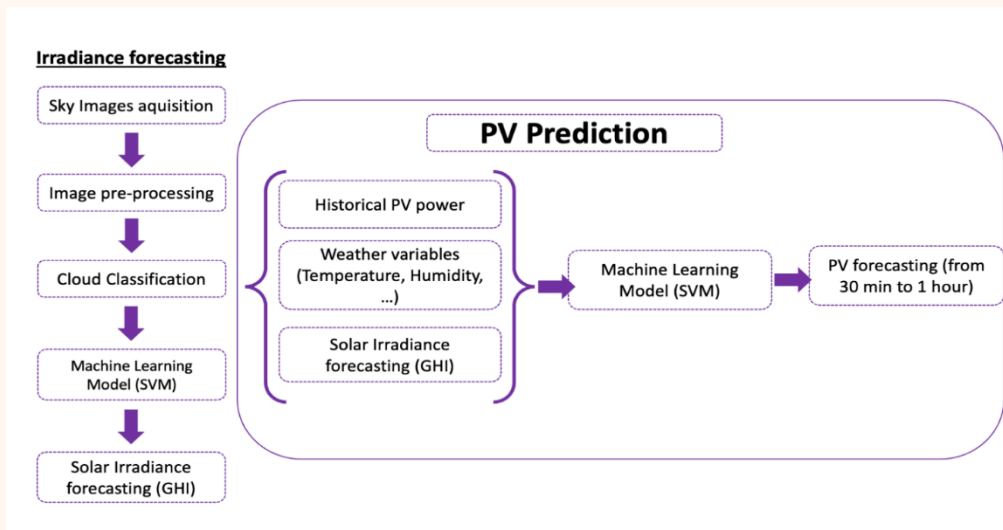 Irradiance forecasting
Sky Images aquisition
Image pre-processing
Cloud Classification
Machine Learning
Model (SVM)
Solar Irradiance
forecasting (GHI)
PV Prediction
Historical PV power
Weather variables
(Temperature, Humidity,
...)
Solar Irradiance
forecasting (GHI)
Machine Learning
Model (SVM)
PV forecasting (from
30 min to 1 hour)